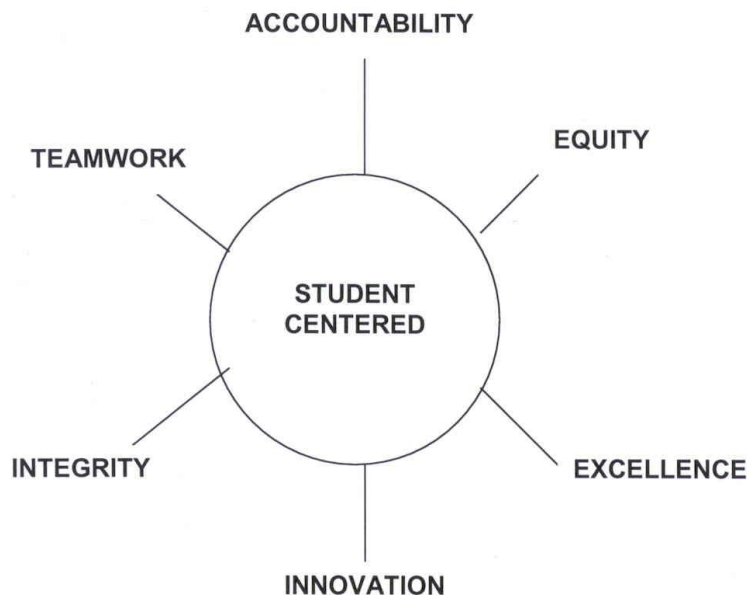 ACCOUNTABILITY
EQUITY
TEAMWORK
STUDENT
CENTERED
INTEGRITY
EXCELLENCE
INNOVATION